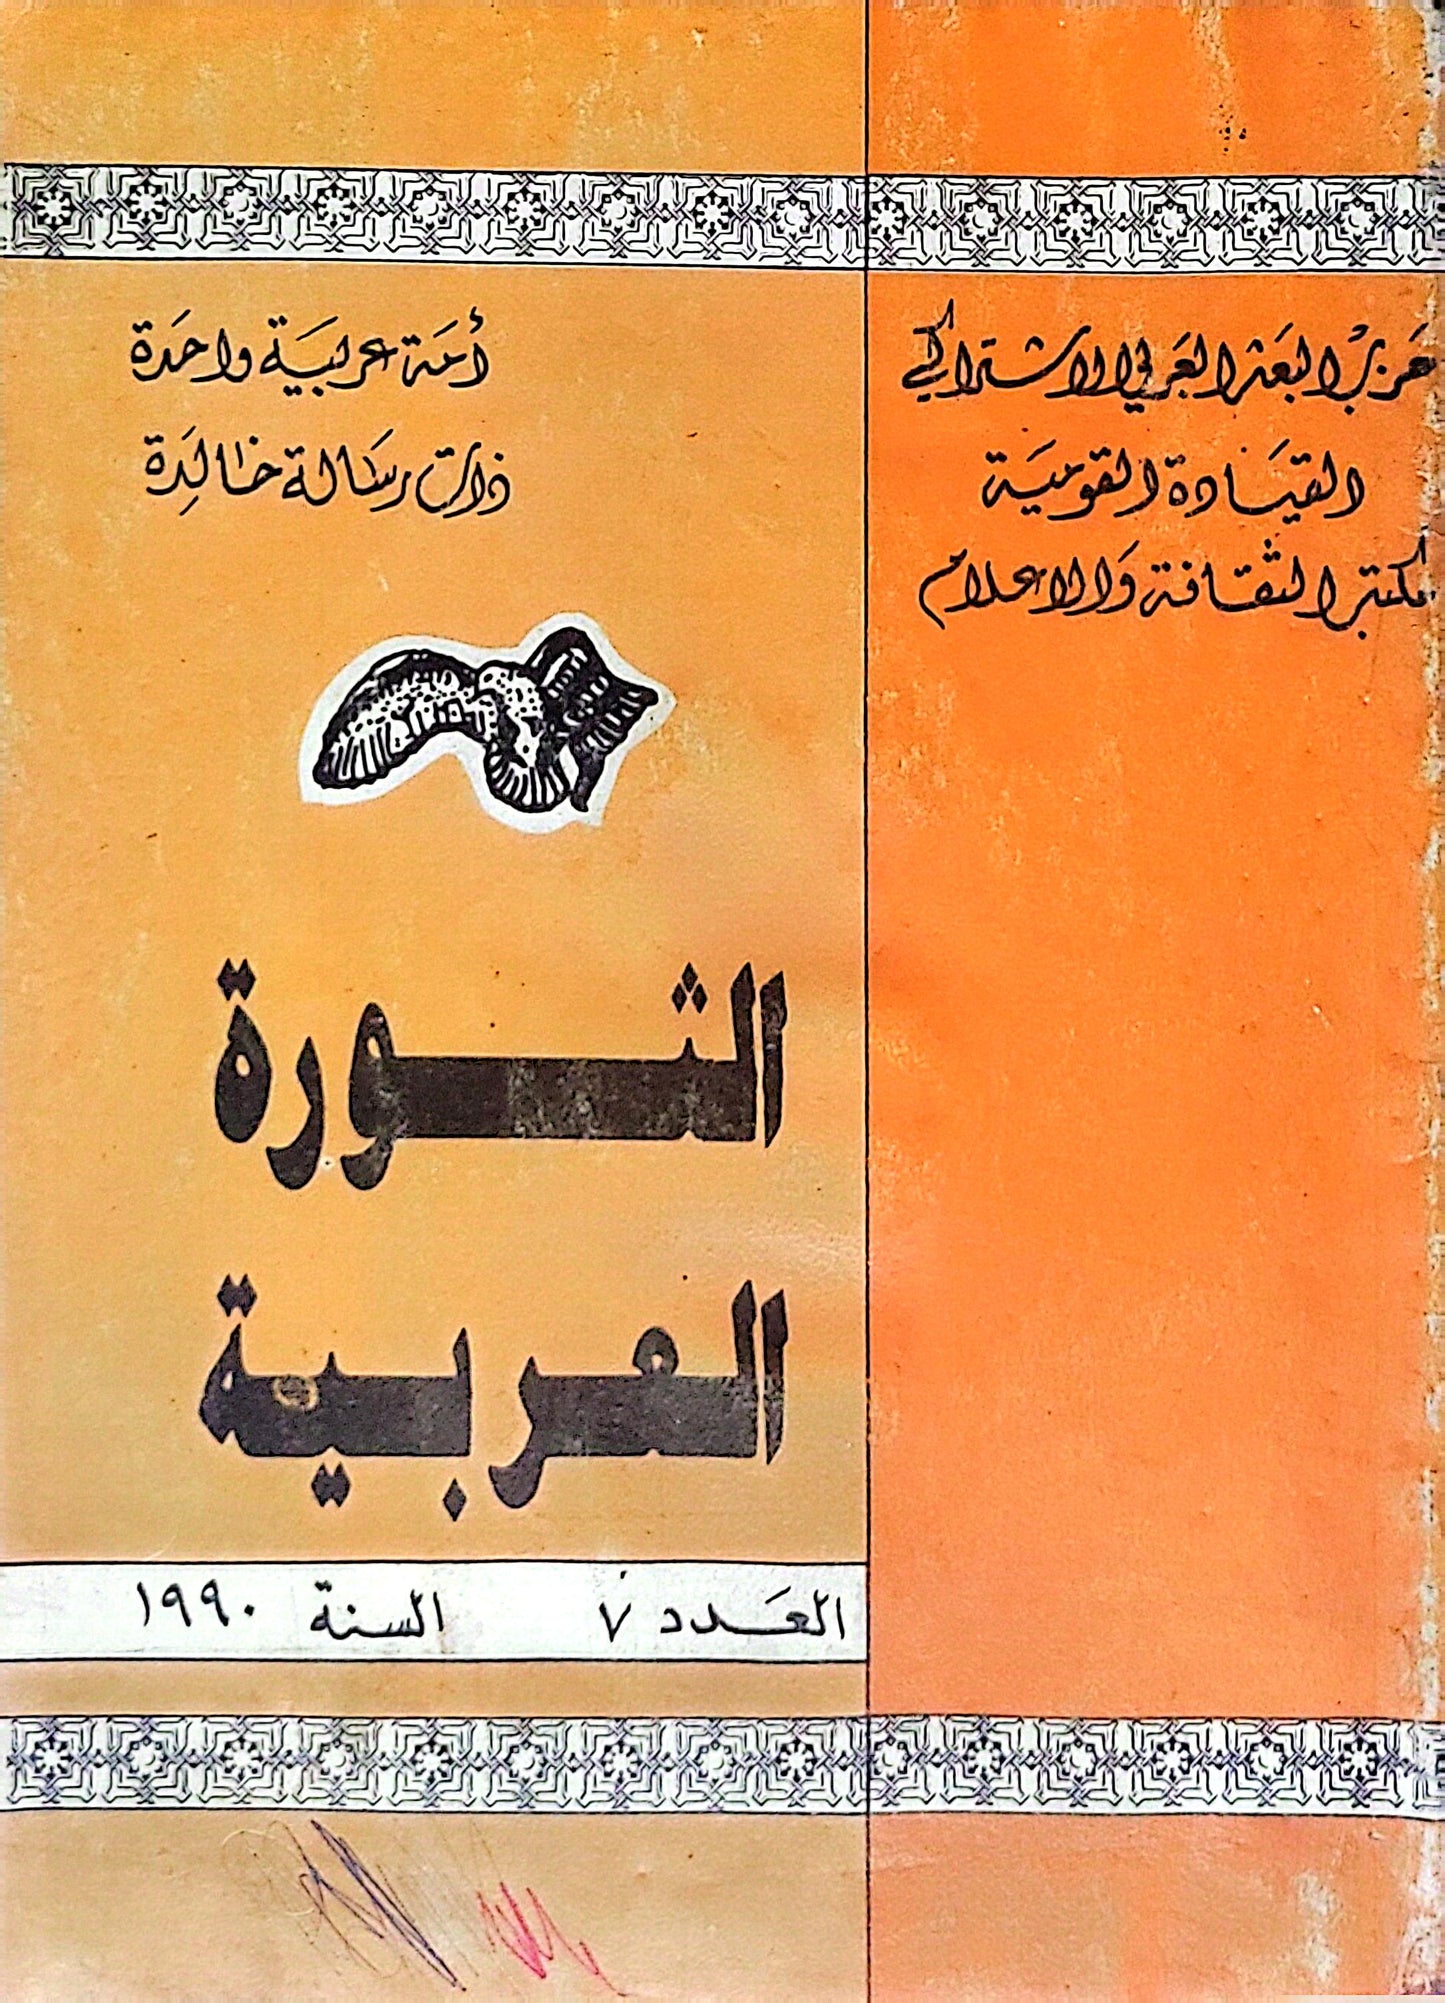 حزب البعث العربي الاشتراكي
القيادة القومية
مكتب الثقافة والاعلام
أمة عربية واحدة
ذات رسالة خالدة
الثورة
العربية
العدد ٧ السنة ١٩٩٠